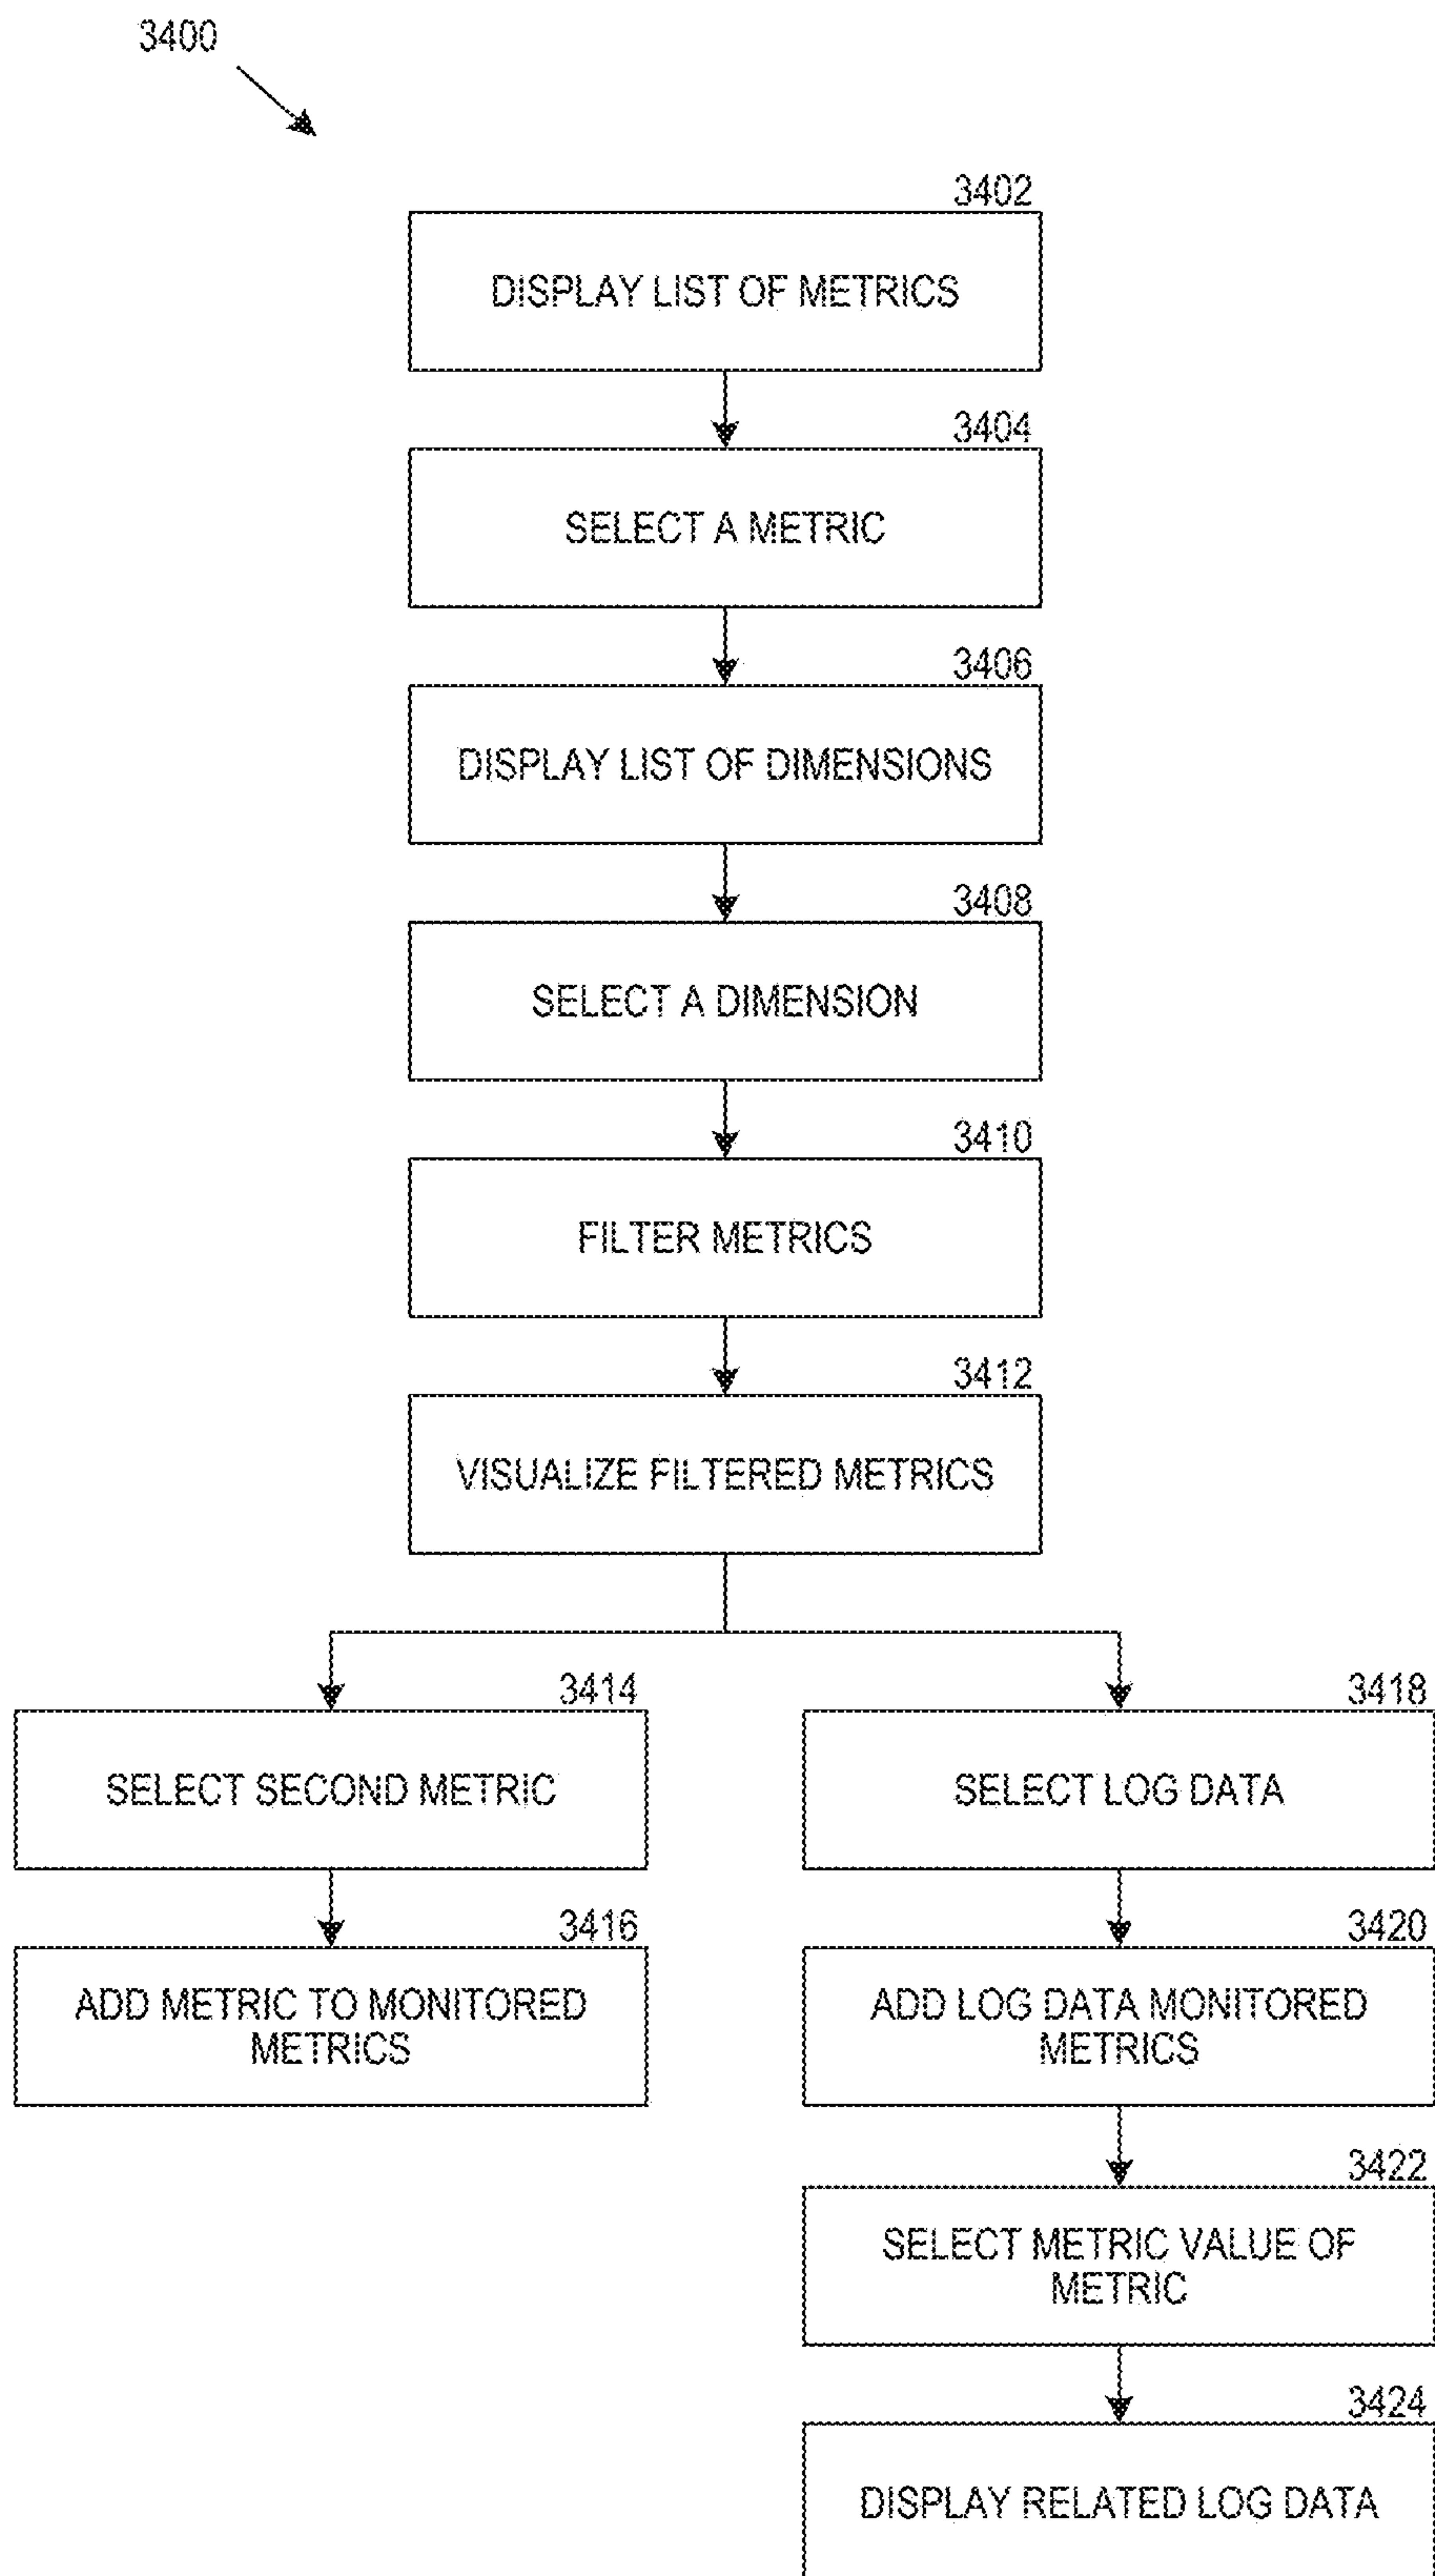 3400
3402
DISPLAY LIST OF METRICS
3404
SELECT A METRIC
3406
DISPLAY LIST OF DIMENSIONS
3408
SELECT A DIMENSION
3410
FILTER METRICS
3412
VISUALIZE FILTERED METRICS
3414
SELECT SECOND METRIC
3416
ADD METRIC TO MONITORED
METRICS
3418
SELECT LOG DATA
3420
ADD LOG DATA MONITORED
METRICS
3422
SELECT METRIC VALUE OF
METRIC
3424
DISPLAY RELATED LOG DATA